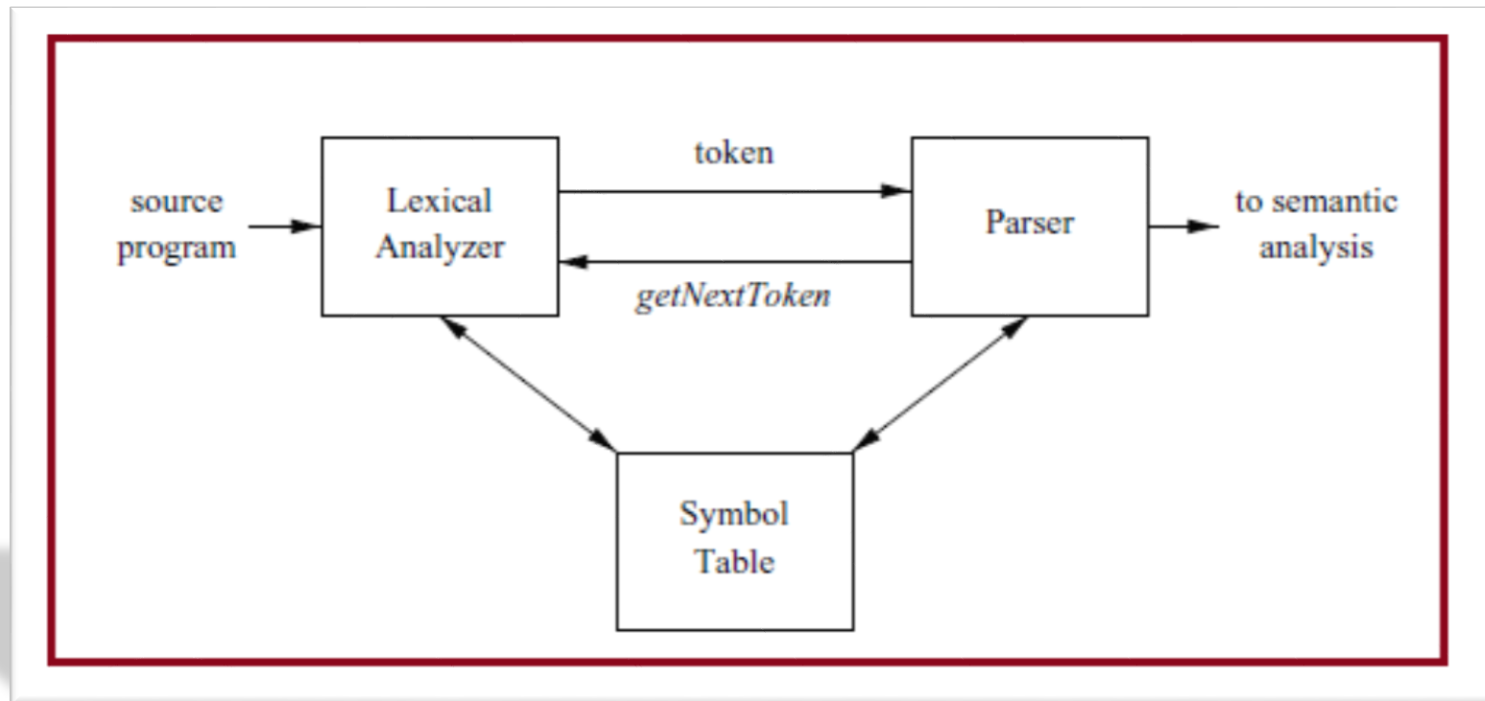 source
program
Lexical
Analyzer
token
getNextToken
Parser
to semantic
analysis
Symbol
Table